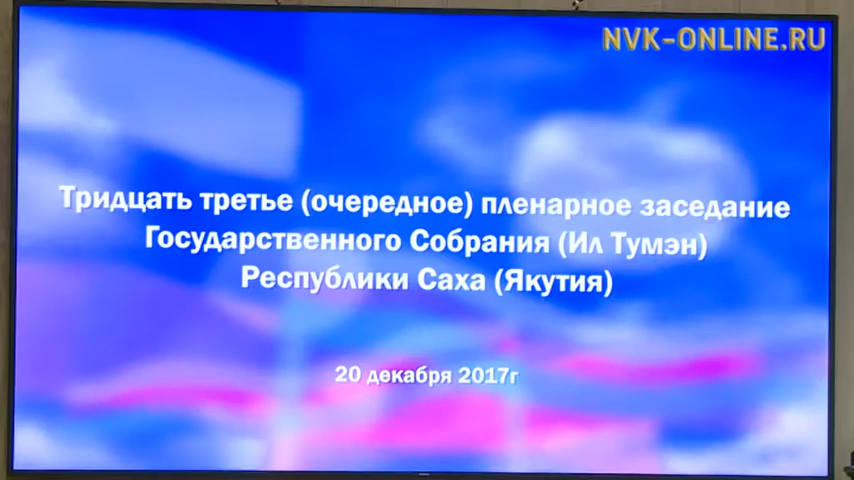 NVK-ONLINE.RU
Тридцать третье (очередное) пленарное заседание
Государственного Собрания (Ил Тумэн)
Республики Саха (Якутия)
20 декабря 2017г